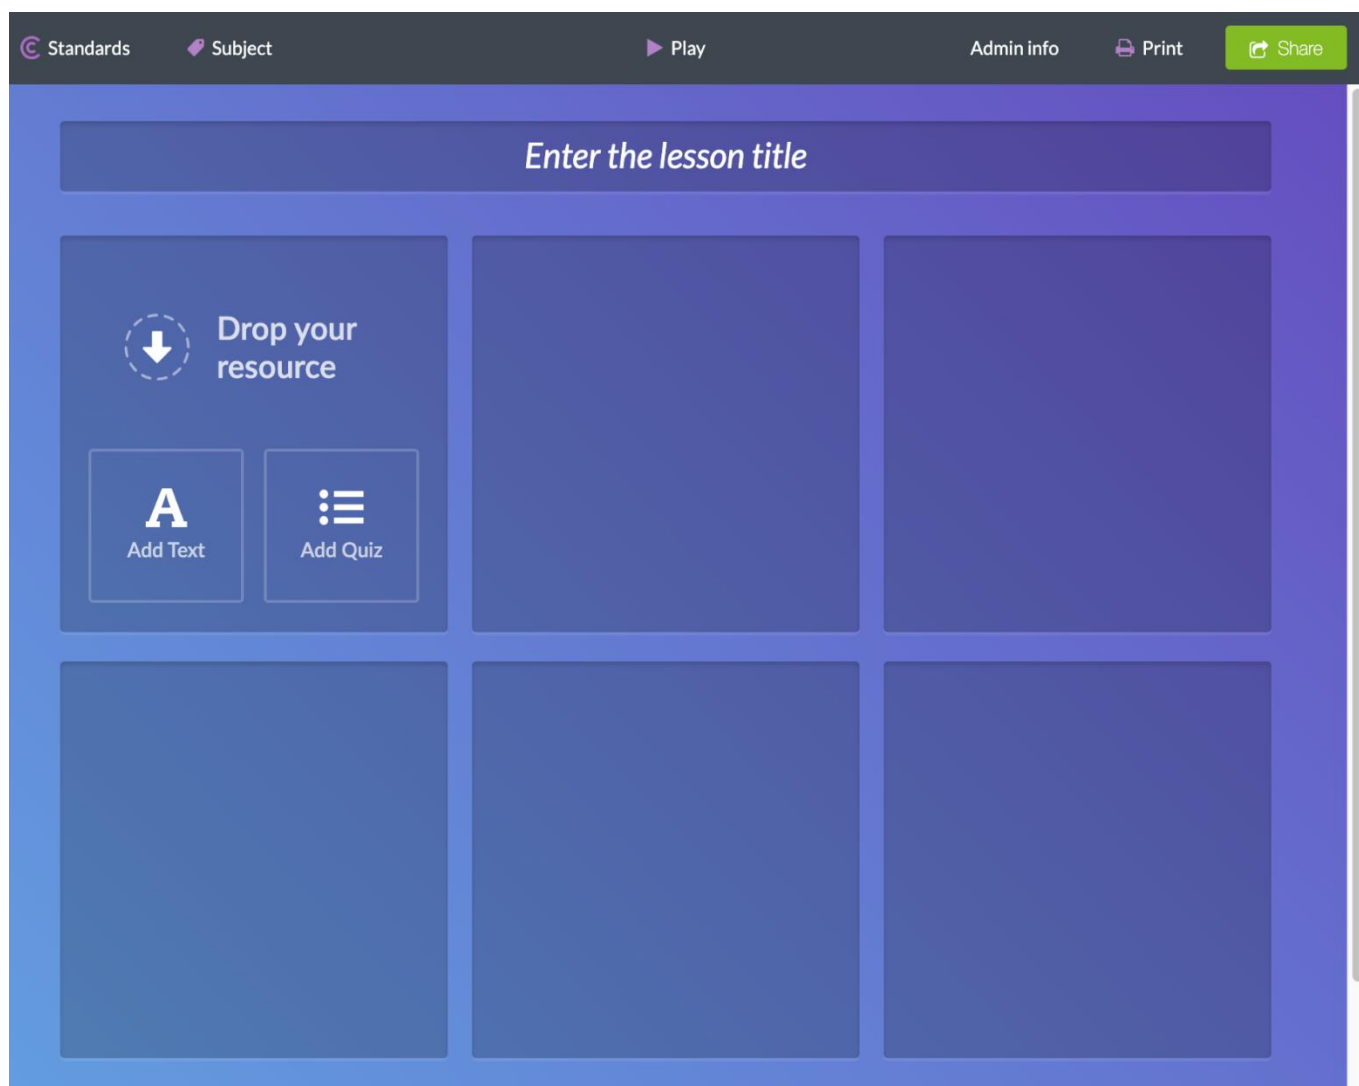 Standards
Subject
Play
Admin info
Print
Share
Enter the lesson title
Drop your
resource
A
Add Text
Add Quiz